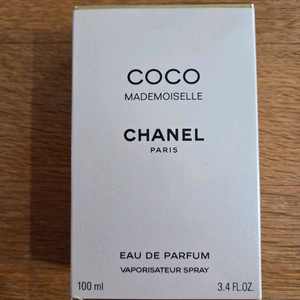 COCO
MADEMOISELLE
CHANEL
PARIS
EAU DE PARFUM
VAPORISATEUR SPRAY
100 ml 3.4 FL.OZ.